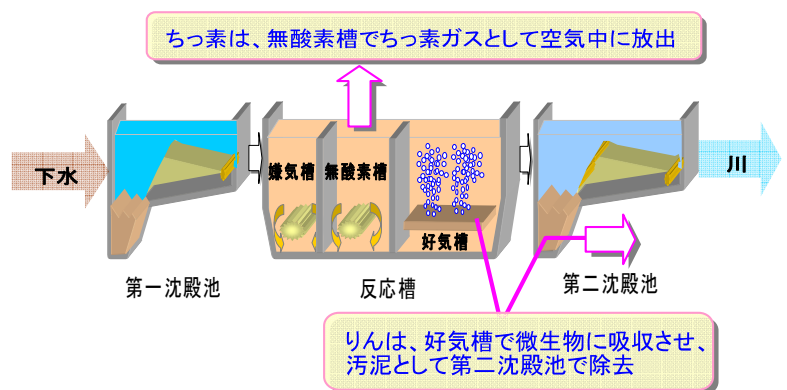 ちっ素は、無酸素槽でちっ素ガスとして空気中に放出
下水
嫌気槽
無酸素槽
好気槽
川
第一沈殿池
反応槽
第二沈殿池
りんは、好気槽で微生物に吸収させ、
汚泥として第二沈殿池で除去